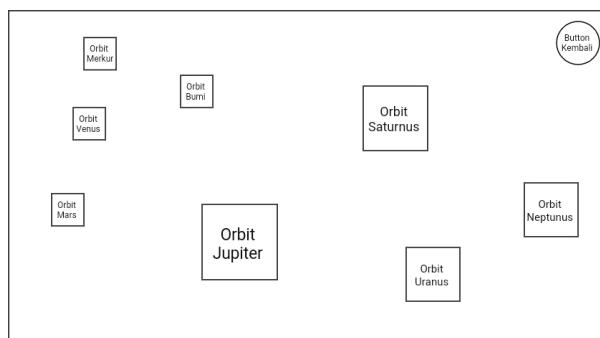 Orbit
Merkur
Button
Kembali
Orbit
Bumi
Orbit
Venus
Orbit
Saturnus
Orbit
Mars
Orbit
Neptunus
Orbit
Jupiter
Orbit
Uranus